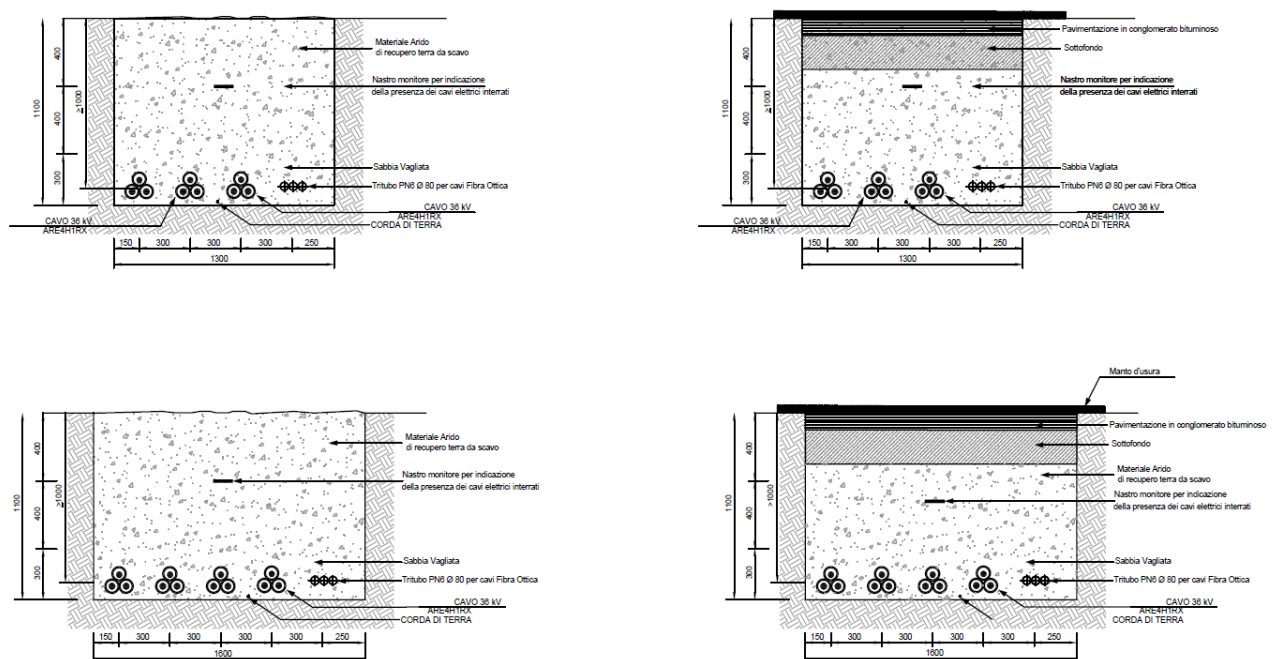 Materiale Arido
di recupero terra da scavo
Nastro monitore per indicazione
della presenza dei cavi elettrici interrati
Sabbia Vagliata
Tritubo PN6 Ø 80 per cavi Fibra Ottica
CAVO 36 kV
ARE4H1RX
CORDA DI TERRA
CAVO 36 kV
ARE4H1RX
400
400
300
1100
≥1000
150 300 300 300 250
1300
Pavimentazione in conglomerato bituminoso
Sottofondo
Nastro monitore per indicazione
della presenza dei cavi elettrici interrati
Sabbia Vagliata
Tritubo PN6 Ø 80 per cavi Fibra Ottica
CAVO 36 kV
ARE4H1RX
CORDA DI TERRA
CAVO 36 kV
ARE4H1RX
400
400
300
1100
≥1000
150 300 300 300 250
1300
Materiale Arido
di recupero terra da scavo
Nastro monitore per indicazione
della presenza dei cavi elettrici interrati
Sabbia Vagliata
Tritubo PN6 Ø 80 per cavi Fibra Ottica
CAVO 36 kV
ARE4H1RX
CORDA DI TERRA
400
400
300
1100
≥1000
150 300 300 300 300 250
1600
Manto d'usura
Pavimentazione in conglomerato bituminoso
Sottofondo
Materiale Arido
di recupero terra da scavo
Nastro monitore per indicazione
della presenza dei cavi elettrici interrati
Sabbia Vagliata
Tritubo PN6 Ø 80 per cavi Fibra Ottica
CAVO 36 kV
ARE4H1RX
CORDA DI TERRA
400
400
300
1100
>1000
150 300 300 300 300 250
1600